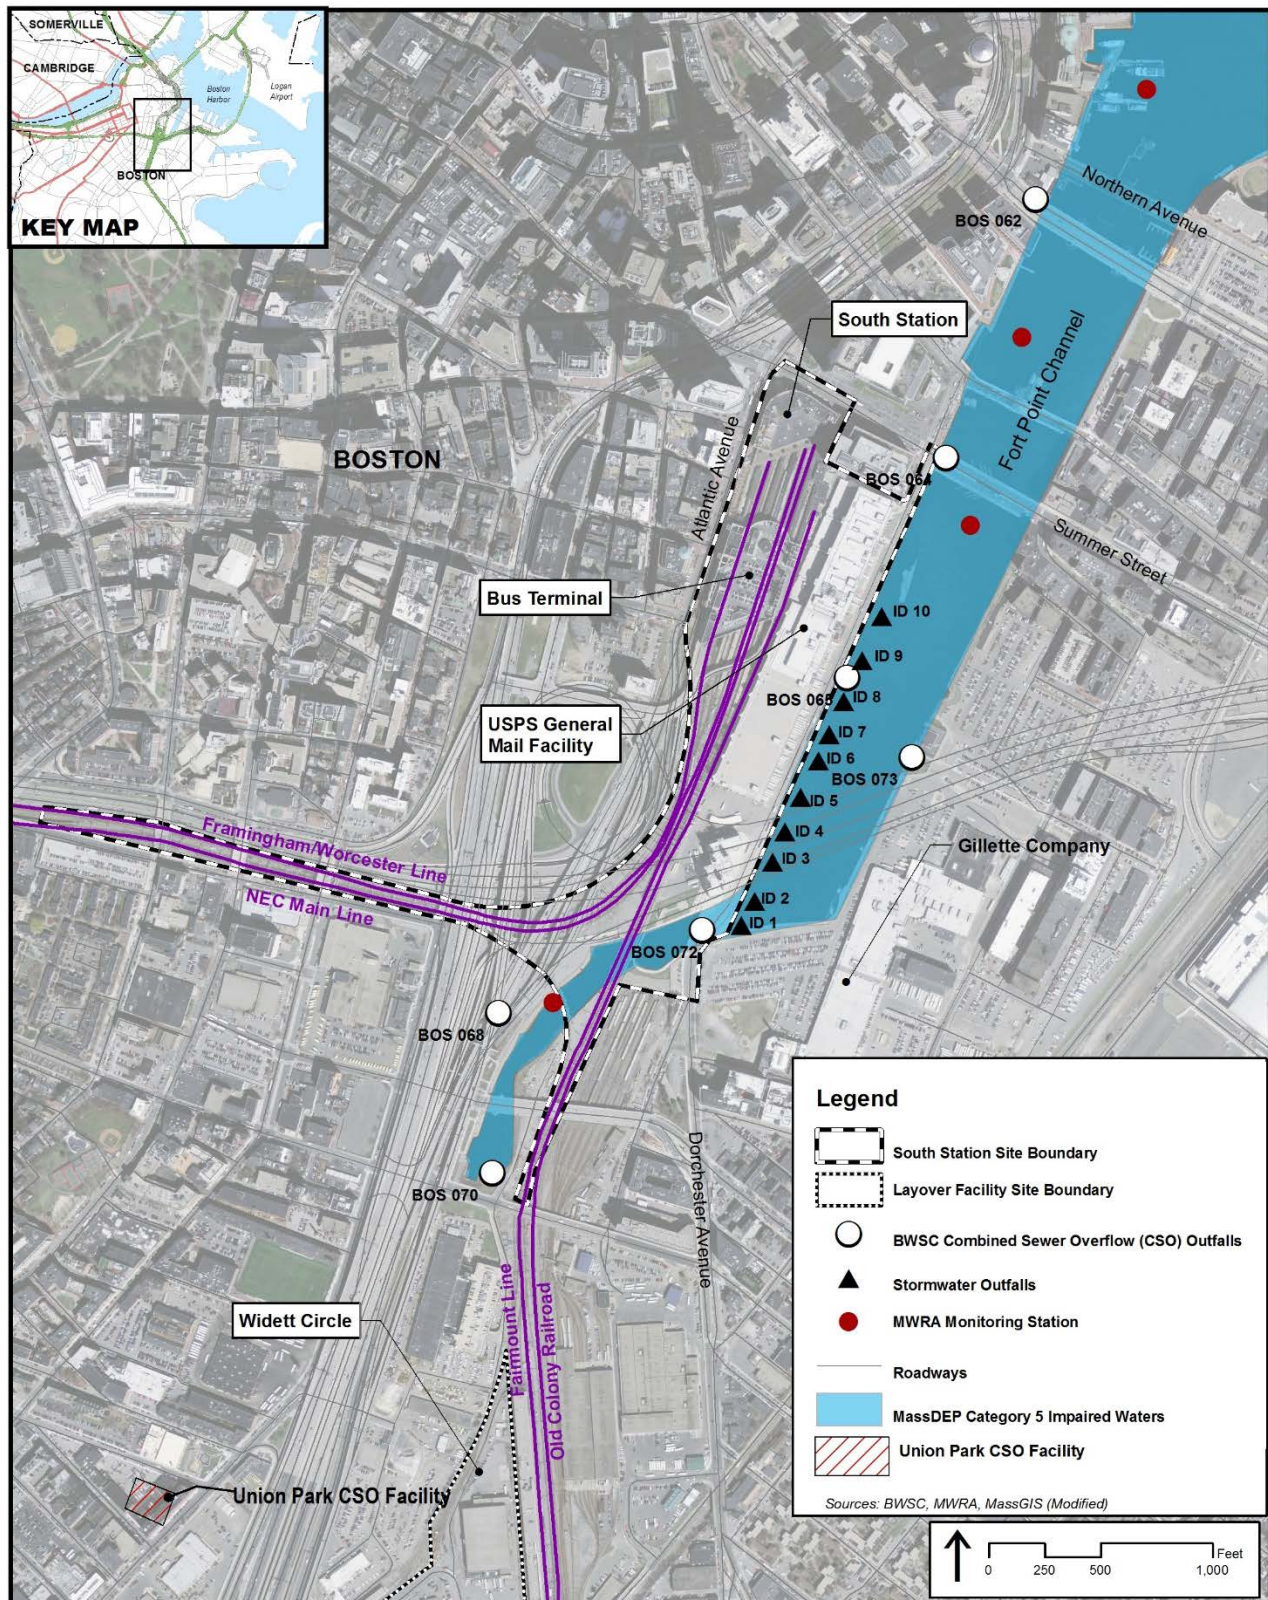 SOMERVILLE
CAMBRIDGE
Boston
Harbor
Logan
Airport
BOSTON
KEY MAP
Northern Avenue
BOS 062
South Station
Fort Point Channel
Atlantic Avenue
BOSTON
BOS 064
Summer Street
Bus Terminal
ID 10
ID 9
BOS 065
ID 8
USPS General
Mail Facility
ID 7
ID 6
BOS 073
ID 5
ID 4
ID 3
Gillette Company
Framingham/Worcester Line
NEC Main Line
ID 2
ID 1
BOS 072
BOS 068
BOS 070
Dorchester Avenue
Widett Circle
Fairmount Line
Old Colony Railroad
Union Park CSO Facility
Legend
South Station Site Boundary
Layover Facility Site Boundary
BWSC Combined Sewer Overflow (CSO) Outfalls
Stormwater Outfalls
MWRA Monitoring Station
Roadways
MassDEP Category 5 Impaired Waters
Union Park CSO Facility
Sources: BWSC, MWRA, MassGIS (Modified)
Feet
0 250 500 1,000